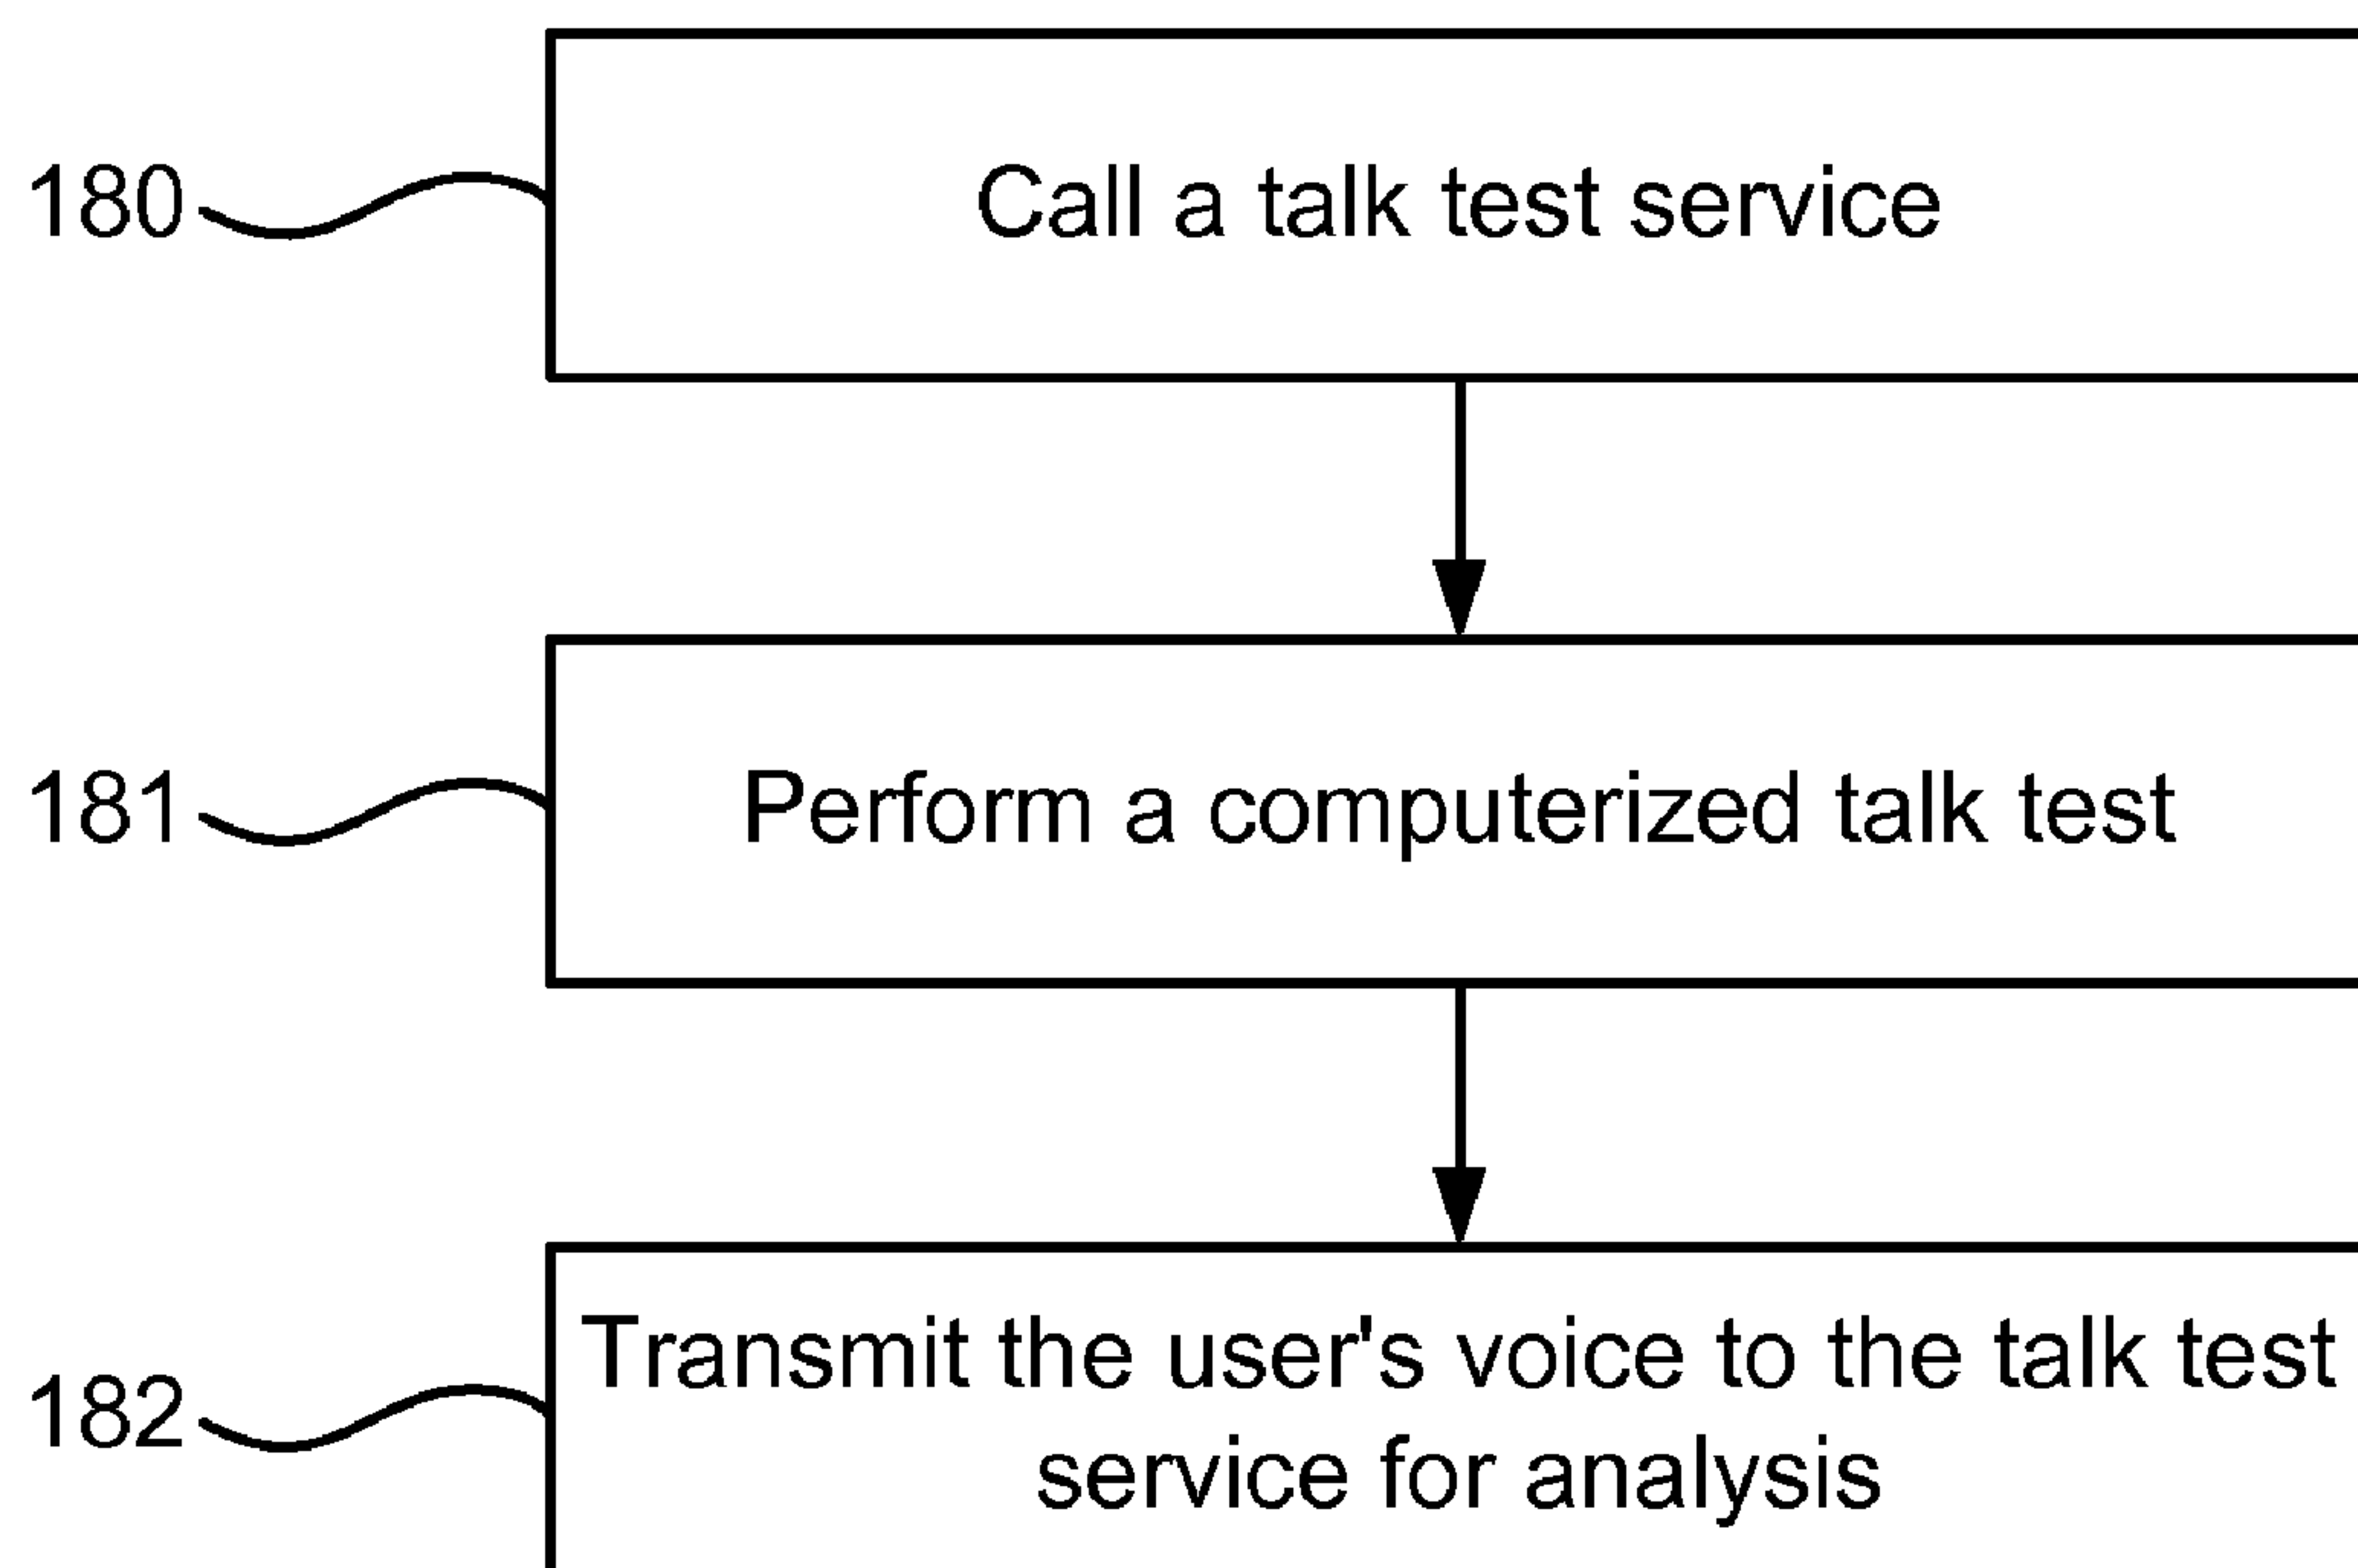 180
Call a talk test service
181
Perform a computerized talk test
182
Transmit the user's voice to the talk test
service for analysis